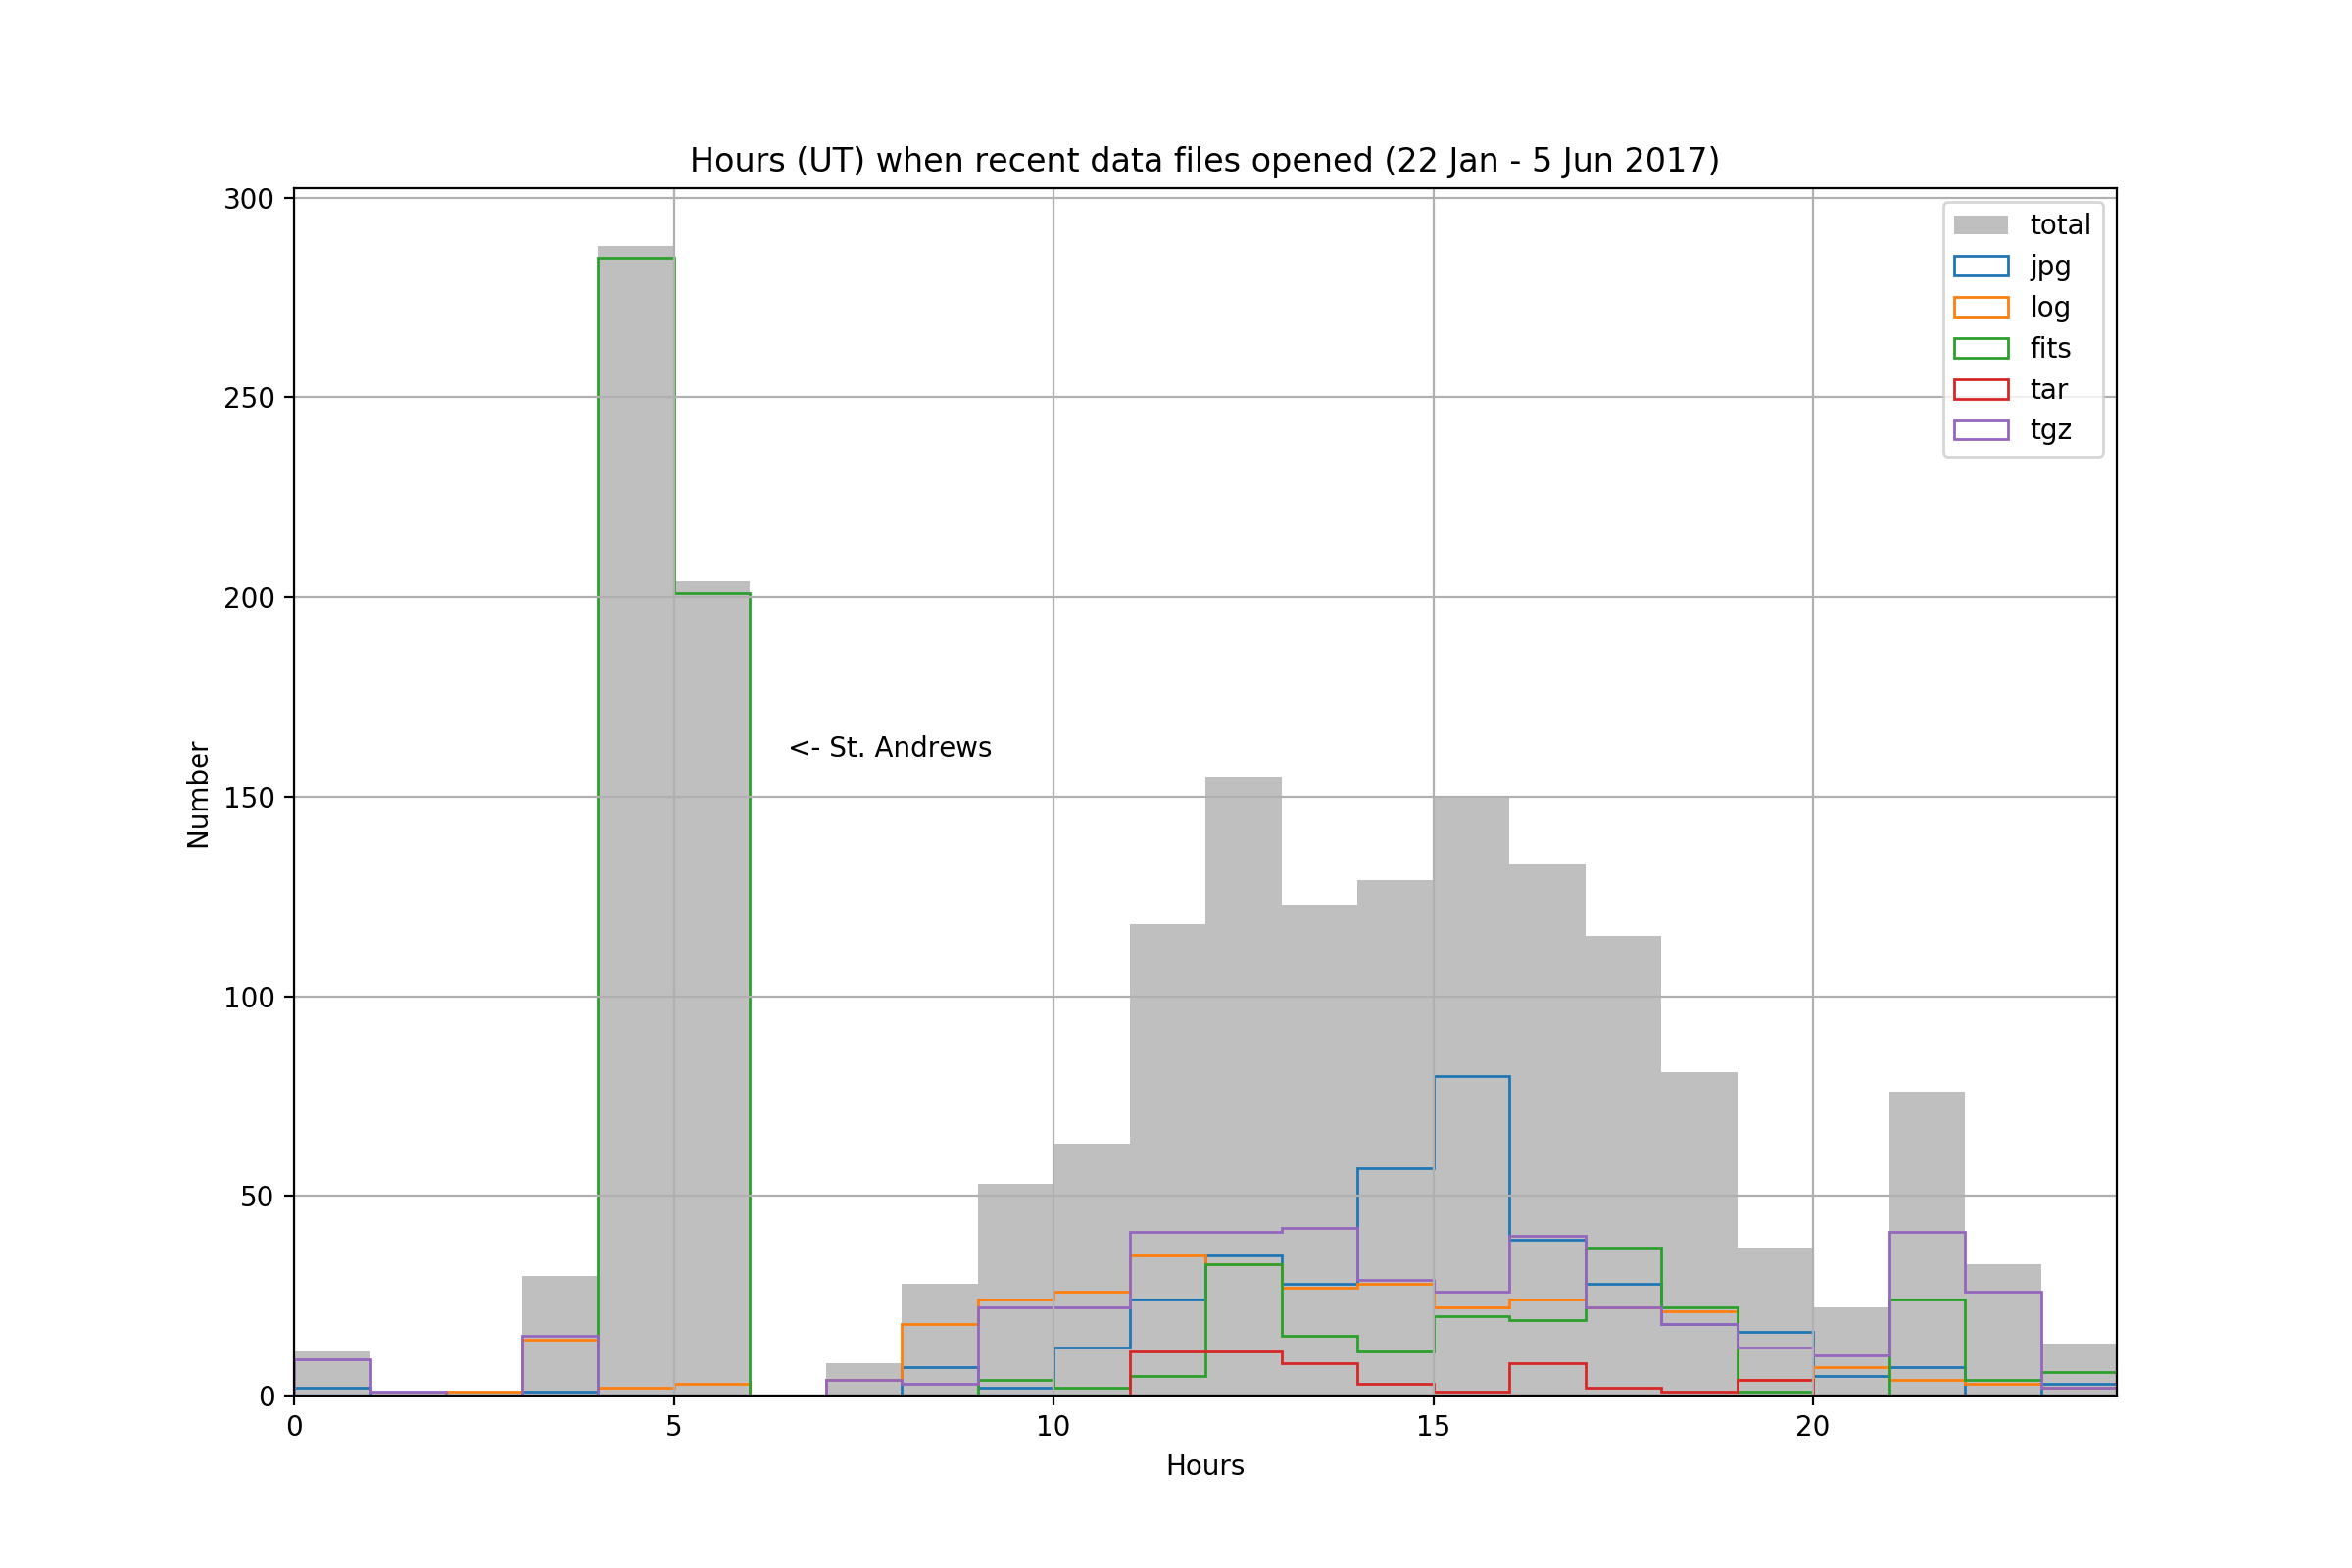 Hours (UT) when recent data files opened (22 Jan - 5 Jun 2017)
300
250
200
150
100
50
0
Number
total
jpg
log
fits
tar
tgz
<- St. Andrews
0 5 10 15 20
Hours